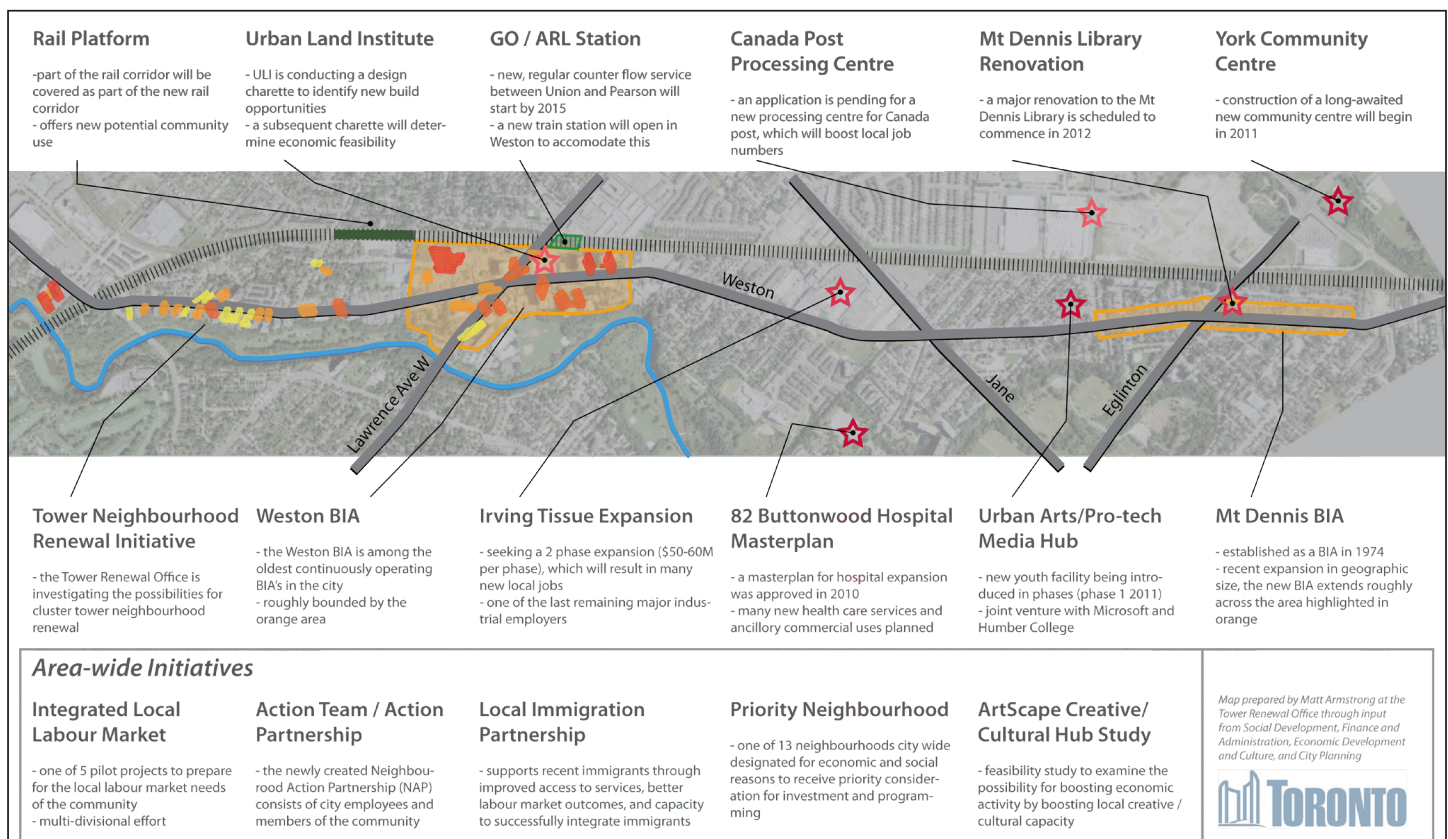 Rail Platform
-part of the rail corridor will be
covered as part of the new rail
corridor
- offers new potential community
use
Urban Land Institute
- ULI is conducting a design
charette to identify new build
opportunities
- a subsequent charette will deter-
mine economic feasibility
GO / ARL Station
- new, regular counter flow service
between Union and Pearson will
start by 2015
- a new train station will open in
Weston to accomodate this
Canada Post
Processing Centre
- an application is pending for a
new processing centre for Canada
post, which will boost local job
numbers
Mt Dennis Library
Renovation
- a major renovation to the Mt
Dennis Library is scheduled to
commence in 2012
York Community
Centre
- construction of a long-awaited
new community centre will begin
in 2011
Weston
Lawrence Ave W
Jane
Eglinton
Tower Neighbourhood
Renewal Initiative
- the Tower Renewal Office is
investigating the possibilities for
cluster tower neighbourhood
renewal
Weston BIA
- the Weston BIA is among the
oldest continuously operating
BIA's in the city
- roughly bounded by the
orange area
Irving Tissue Expansion
- seeking a 2 phase expansion ($50-60M
per phase), which will result in many
new local jobs
- one of the last remaining major indus-
trial employers
82 Buttonwood Hospital
Masterplan
- a masterplan for hospital expansion
was approved in 2010
- many new health care services and
ancillory commercial uses planned
Urban Arts/Pro-tech
Media Hub
- new youth facility being intro-
duced in phases (phase 1 2011)
- joint venture with Microsoft and
Humber College
Mt Dennis BIA
- established as a BIA in 1974
- recent expansion in geographic
size, the new BIA extends roughly
across the area highlighted in
orange
Area-wide Initiatives
Integrated Local
Labour Market
- one of 5 pilot projects to prepare
for the local labour market needs
of the community
- multi-divisional effort
Action Team / Action
Partnership
- the newly created Neighbou-
rood Action Partnership (NAP)
consists of city employees and
members of the community
Local Immigration
Partnership
- supports recent immigrants through
improved access to services, better
labour market outcomes, and capacity
to successfully integrate immigrants
Priority Neighbourhood
- one of 13 neighbourhoods city wide
designated for economic and social
reasons to receive priority consider-
ation for investment and program-
ming
ArtScape Creative/
Cultural Hub Study
- feasibility study to examine the
possibility for boosting economic
activity by boosting local creative /
cultural capacity
Map prepared by Matt Armstrong at the
Tower Renewal Office through input
from Social Development, Finance and
Administration, Economic Development
and Culture, and City Planning
TORONTO